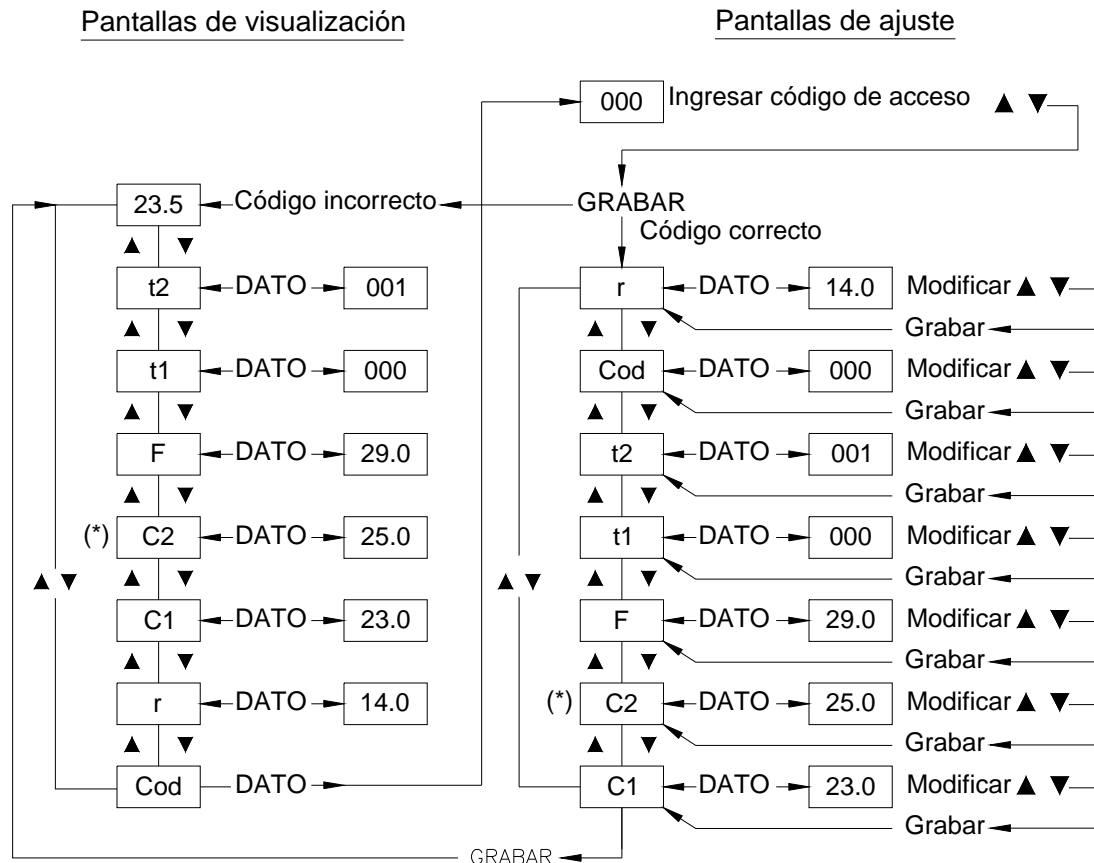 Pantallas de visualización
Pantallas de ajuste
000 Ingresar código de acceso ▲ ▼
23.5 Código incorrecto GRABAR
Código correcto
▲ ▼
t2 DATO 001
r DATO 14.0 Modificar ▲ ▼
Grabar
▲ ▼
▲ ▼
t1 DATO 000
Cod DATO 000 Modificar ▲ ▼
Grabar
▲ ▼
▲ ▼
F DATO 29.0
t2 DATO 001 Modificar ▲ ▼
Grabar
▲ ▼
▲ ▼
(*) C2 DATO 25.0
t1 DATO 000 Modificar ▲ ▼
Grabar
▲ ▼
▲ ▼
▲ ▼
▲ ▼
C1 DATO 23.0
F DATO 29.0 Modificar ▲ ▼
Grabar
▲ ▼
▲ ▼
r DATO 14.0
(*) C2 DATO 25.0 Modificar ▲ ▼
Grabar
▲ ▼
▲ ▼
Cod DATO
C1 DATO 23.0 Modificar ▲ ▼
Grabar
GRABAR